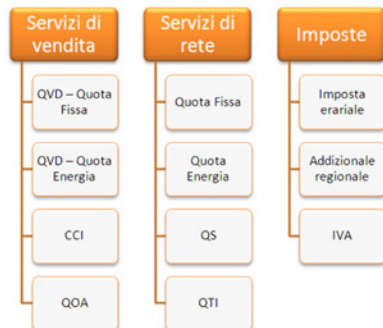 Servizi di
vendita
QVD – Quota
Fissa
QVD – Quota
Energia
CCI
QOA
Servizi di
rete
Quota Fissa
Quota
Energia
QS
QTI
Imposte
Imposta
erariale
Addizionale
regionale
IVA